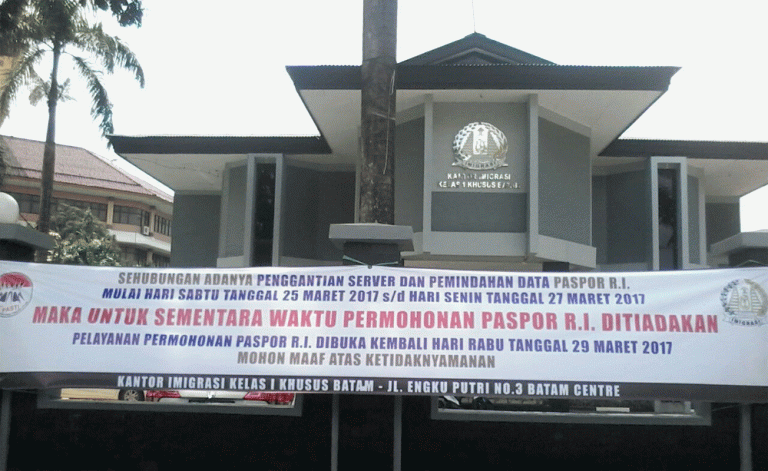 KANTOR IMIGRASI
KELAS I KHUSUS BATAM
SEHUBUNGAN ADANYA PENGGANTIAN SERVER DAN PEMINDAHAN DATA PASPOR R.I.
MULAI HARI SABTU TANGGAL 25 MARET 2017 s/d HARI SENIN TANGGAL 27 MARET 2017
MAKA UNTUK SEMENTARA WAKTU PERMOHONAN PASPOR R.I. DITIADAKAN
PELAYANAN PERMOHONAN PASPOR R.I. DIBUKA KEMBALI HARI RABU TANGGAL 29 MARET 2017
MOHON MAAF ATAS KETIDAKNYAMANAN
KANTOR IMIGRASI KELAS I KHUSUS BATAM - JL. ENGKU PUTRI NO.3 BATAM CENTRE
IMIGRASI